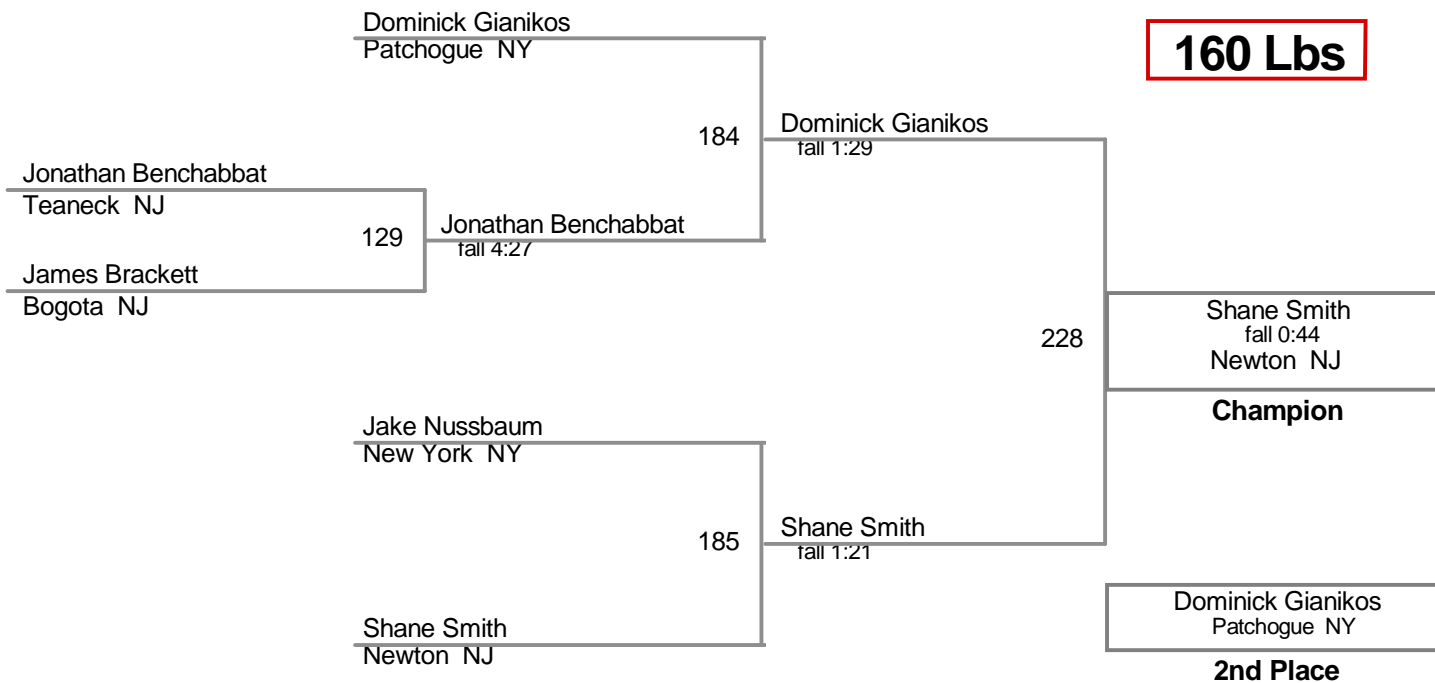 Dominick Gianikos
Patchogue NY
160 Lbs
184
Dominick Gianikos
fall 1:29
Jonathan Benchabbat
Teaneck NJ
129
Jonathan Benchabbat
fall 4:27
James Brackett
Bogota NJ
228
Shane Smith
fall 0:44
Newton NJ
Champion
Jake Nussbaum
New York NY
185
Shane Smith
fall 1:21
Shane Smith
Newton NJ
Dominick Gianikos
Patchogue NY
2nd Place